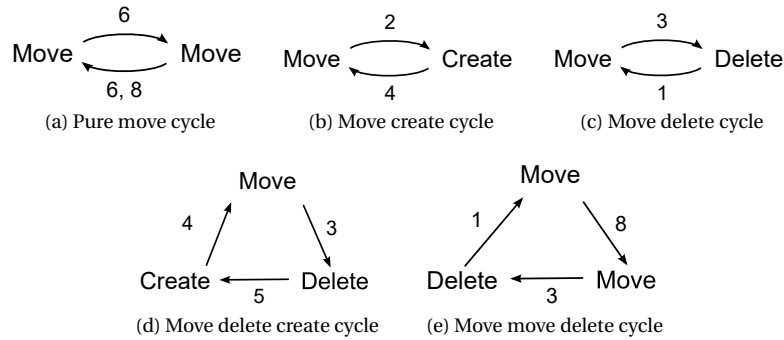 6
Move Move
6, 8
(a) Pure move cycle
2
Move Create
4
(b) Move create cycle
3
Move Delete
1
(c) Move delete cycle
Move
4 3
Create Delete
5
(d) Move delete create cycle
Move
1 8
Delete Move
3
(e) Move move delete cycle